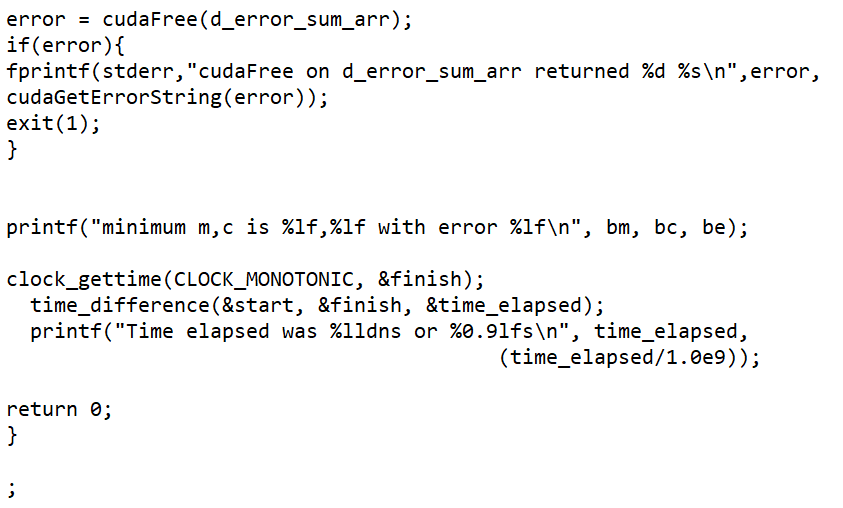 error = cudaFree(d_error_sum_arr);
if(error){
fprintf(stderr,"cudaFree on d_error_sum_arr returned %d %s\n",error,
cudaGetErrorString(error));
exit(1);
}
printf("minimum m,c is %lf,%lf with error %lf\n", bm, bc, be);
clock_gettime(CLOCK_MONOTONIC, &finish);
time_difference(&start, &finish, &time_elapsed);
printf("Time elapsed was %lldns or %0.9lfs\n", time_elapsed,
(time_elapsed/1.0e9));
return 0;
}
;